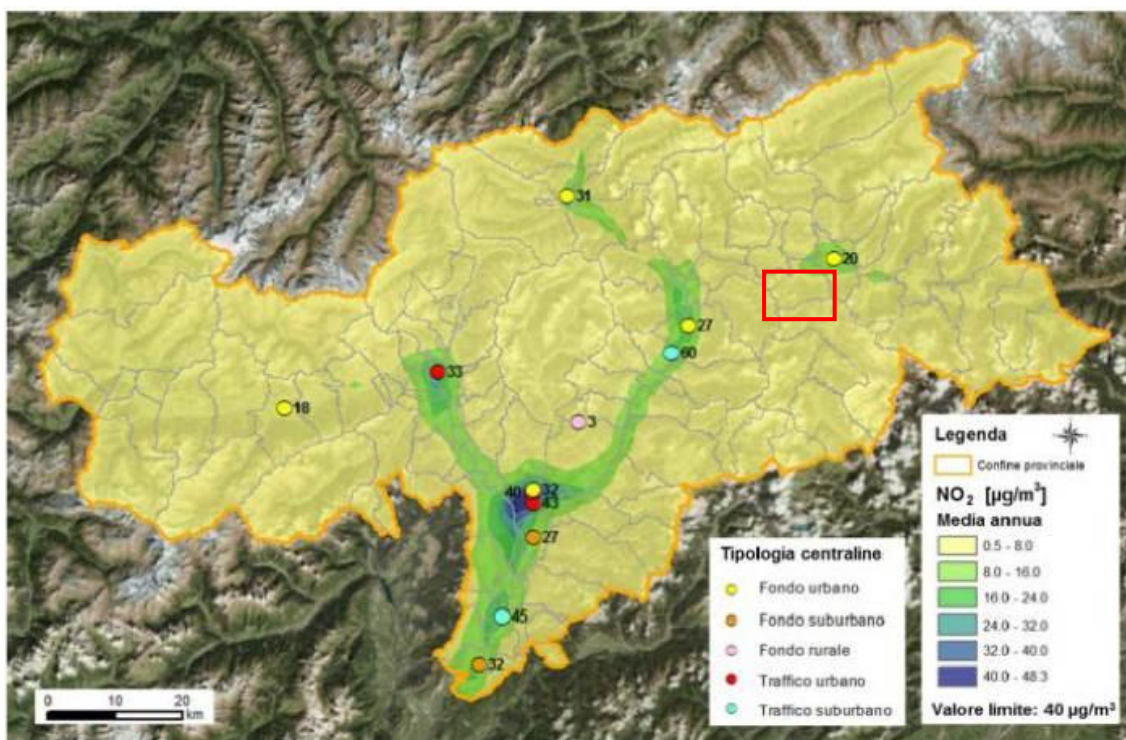 31
20
27
60
33
18
3
40
32
43
27
45
32
0 10 20
km
Tipologia centraline
Fondo urbano
Fondo suburbano
Fondo rurale
Traffico urbano
Traffico suburbano
Legenda
Confine provinciale
NO₂ [µg/m³]
Media annua
0.5 - 8.0
8.0 - 16.0
16.0 - 24.0
24.0 - 32.0
32.0 - 40.0
40.0 - 48.3
Valore limite: 40 µg/m³